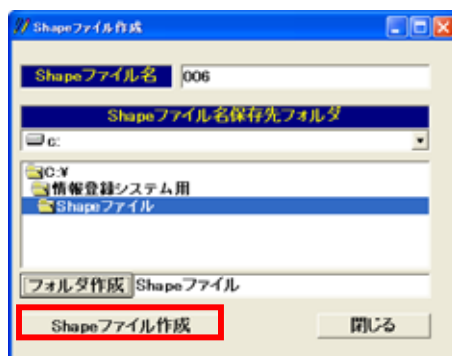 Shapeファイル作成
Shapeファイル名 006
Shapeファイル名保存先フォルダ
c:
C:¥
情報登録システム用
Shapeファイル
フォルダ作成 Shapeファイル
Shapeファイル作成 閉じる